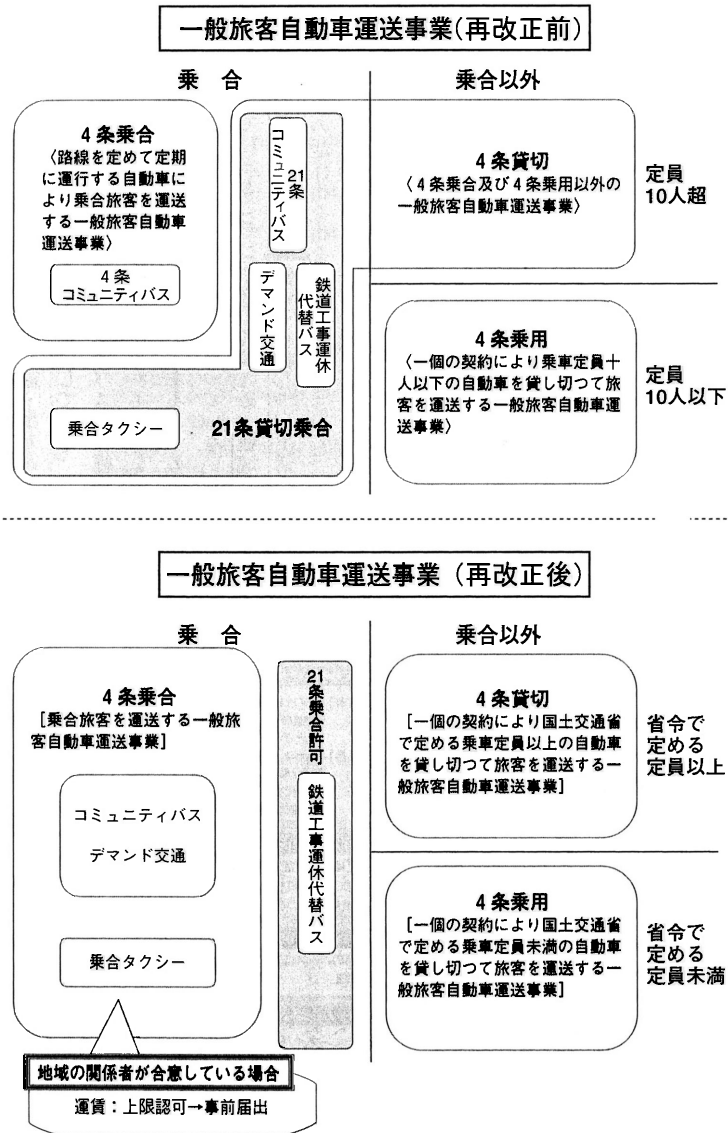 一般旅客自動車運送事業(再改正前)
乗 合
乗合以外
4条乗合
〈路線を定めて定期
に運行する自動車に
より乗合旅客を運送
する一般旅客自動車
運送事業〉
4条
コミュニティバス
21条
コミュニティバス
デマンド交通
鉄道工事運休
代替バス
乗合タクシー
21条貸切乗合
4条貸切
〈4条乗合及び4条乗用以外の
一般旅客自動車運送事業〉
定員
10人超
4条乗用
〈一個の契約により乗車定員十
人以下の自動車を貸し切つて旅
客を運送する一般旅客自動車運
送事業〉
定員
10人以下
一般旅客自動車運送事業（再改正後）
乗 合
乗合以外
4条乗合
[乗合旅客を運送する一般旅
客自動車運送事業]
コミュニティバス
デマンド交通
乗合タクシー
地域の関係者が合意している場合
運賃：上限認可→事前届出
21条乗合許可
鉄道工事運休代替バス
4条貸切
[一個の契約により国土交通省
で定める乗車定員以上の自動車
を貸し切つて旅客を運送する一
般旅客自動車運送事業]
省令で
定める
定員以上
4条乗用
[一個の契約により国土交通省
で定める乗車定員未満の自動車
を貸し切つて旅客を運送する一
般旅客自動車運送事業]
省令で
定める
定員未満